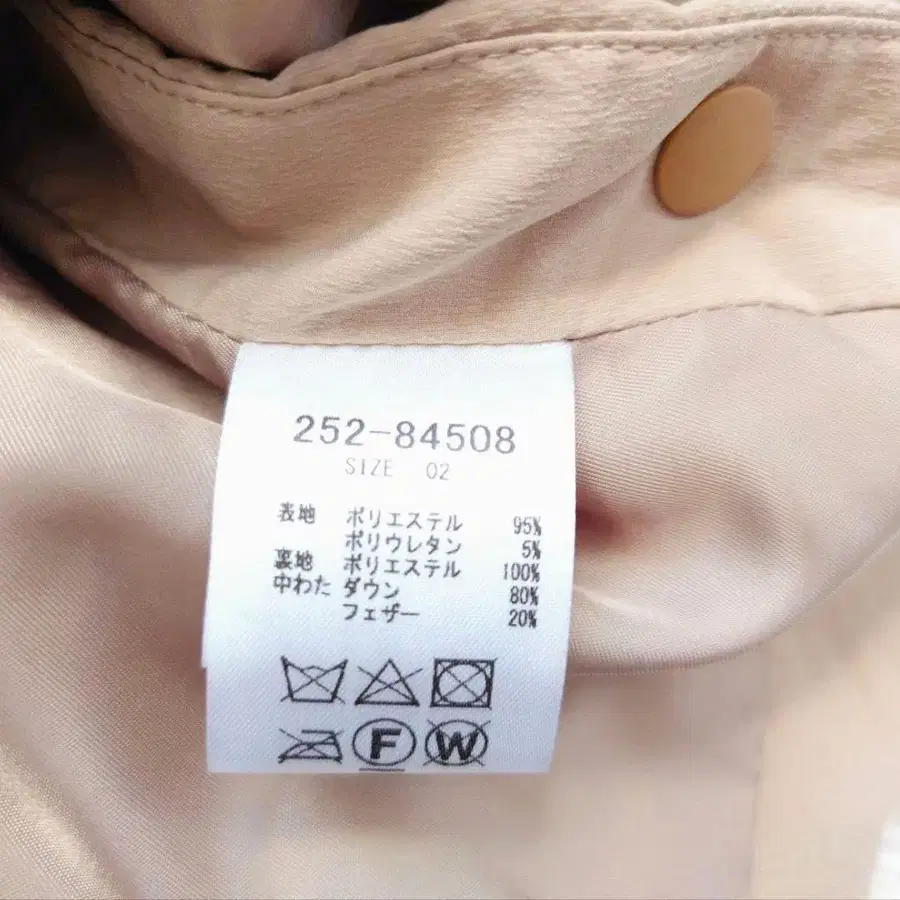 252-84508
SIZE 02
表地 ポリエステル 95%
ポリウレタン 5%
裏地 ポリエステル 100%
中わた ダウン 80%
フェザー 20%
F W